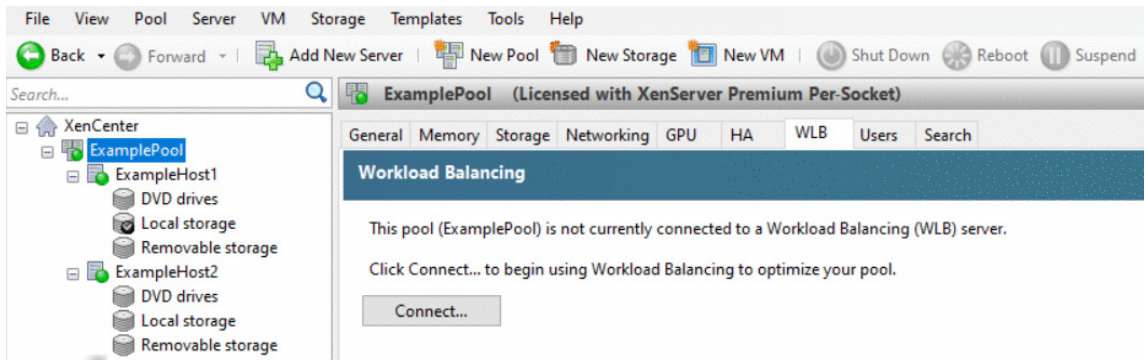 File View Pool Server VM Storage Templates Tools Help
Back Forward Add New Server New Pool New Storage New VM Shut Down Reboot Suspend
Search...
ExamplePool (Licensed with XenServer Premium Per-Socket)
XenCenter
ExamplePool
ExampleHost1
DVD drives
Local storage
Removable storage
ExampleHost2
DVD drives
Local storage
Removable storage
General Memory Storage Networking GPU HA WLB Users Search
Workload Balancing
This pool (ExamplePool) is not currently connected to a Workload Balancing (WLB) server.
Click Connect... to begin using Workload Balancing to optimize your pool.
Connect...